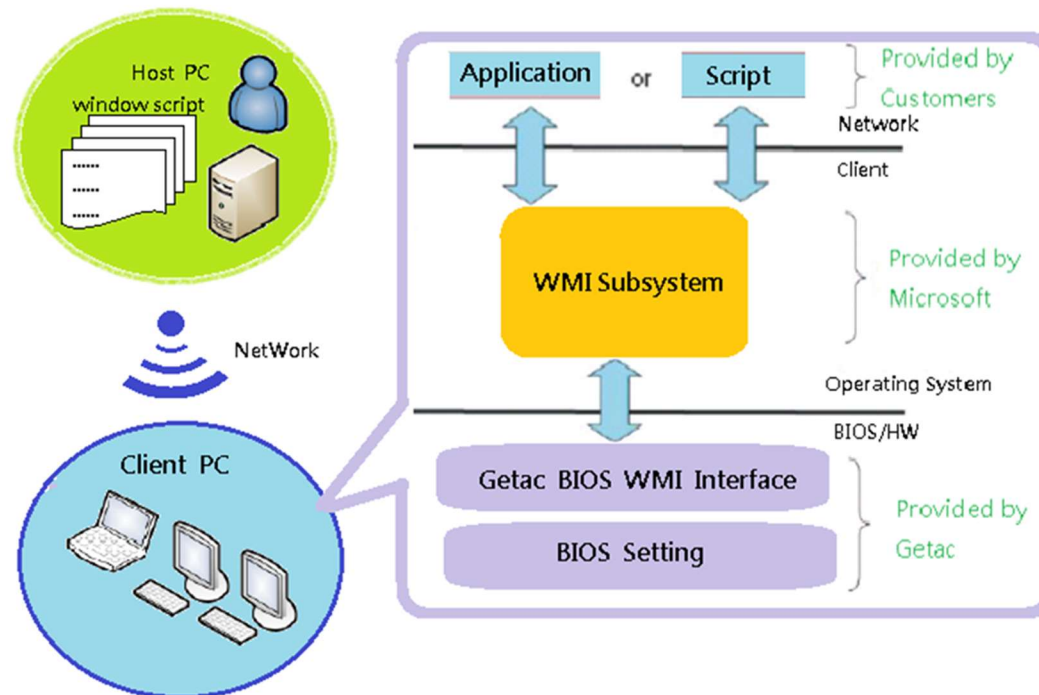 Host PC
window script
......
......
......
NetWork
Client PC
Application
or
Script
Provided by
Customers
Network
Client
WMI Subsystem
Provided by
Microsoft
Operating System
BIOS/HW
Getac BIOS WMI Interface
BIOS Setting
Provided by
Getac